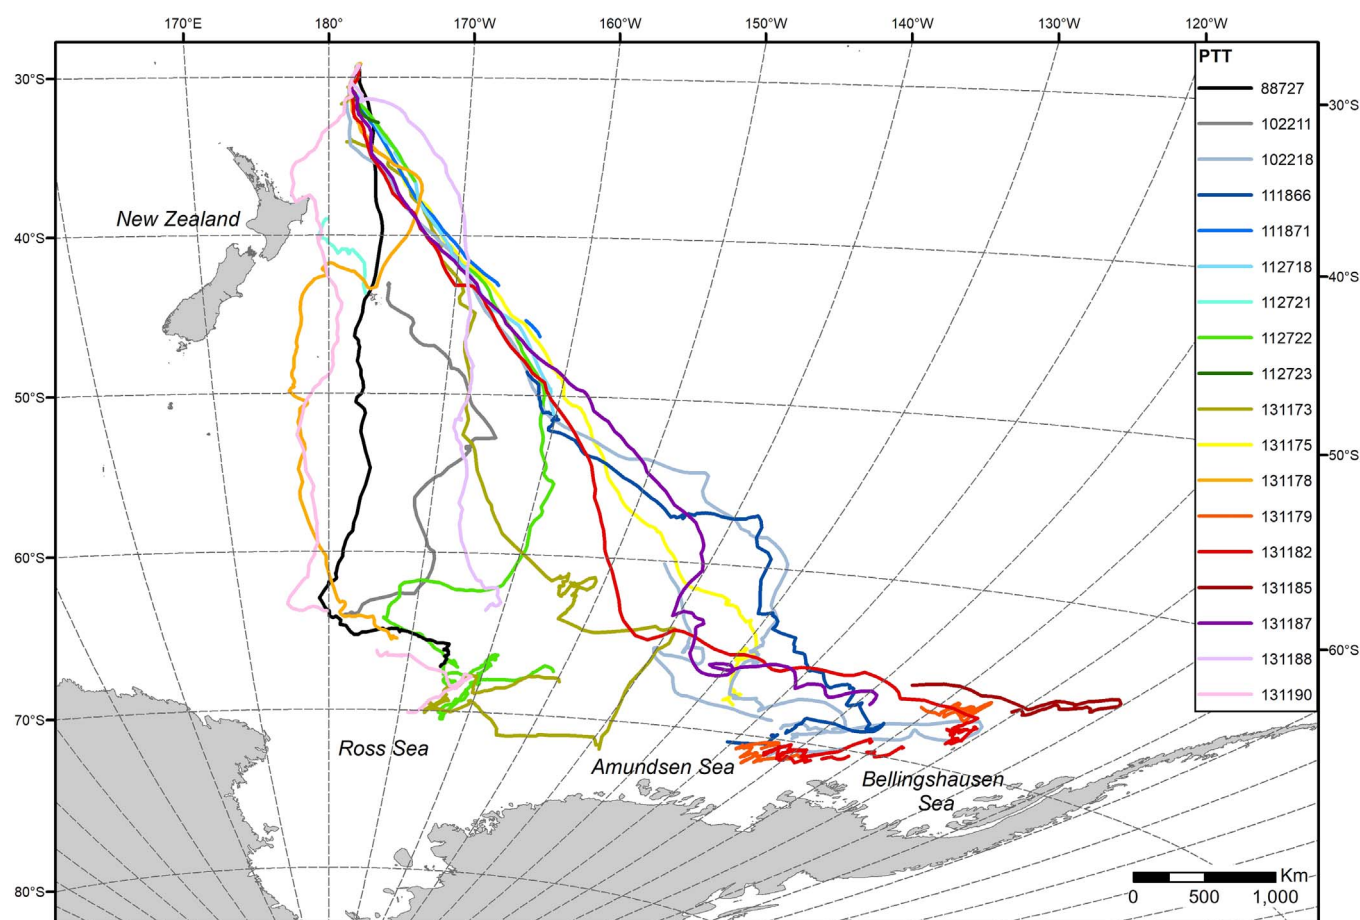 170°E 180° 170°W 160°W 150°W 140°W 130°W 120°W
PTT
30°S
88727
30°S
102211
102218
111866
New Zealand
111871
40°S
112718
40°S
112721
112722
112723
50°S
131173
131175
50°S
131178
131179
60°S
131182
131185
131187
60°S
131188
131190
70°S
Ross Sea
Amundsen Sea
Bellingshausen
Sea
Km
80°S
0 500 1,000